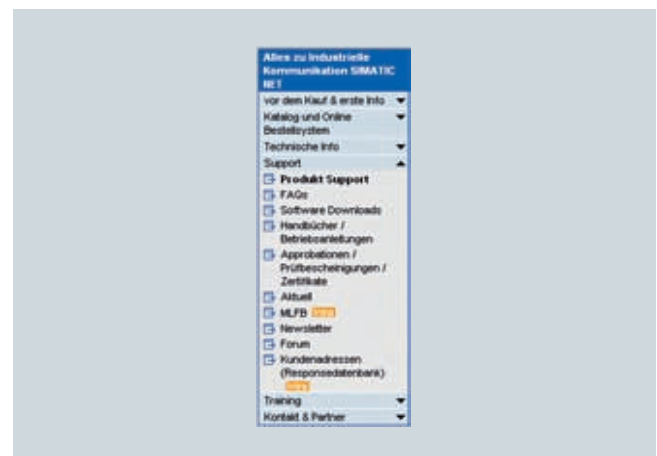 Alles zu Industrielle
Kommunikation SIMATIC
NET
vor dem Kauf & erste Info
Katalog und Online
Bestellsystem
Technische Info
Support
Produkt Support
FAQs
Software Downloads
Handbücher /
Betriebsanleitungen
Approbationen /
Prüfbescheinigungen /
Zertifikate
Aktuell
MLFB
Newsletter
Forum
Kundenadressen
(Responsedatenbank)
Training
Kontakt & Partner